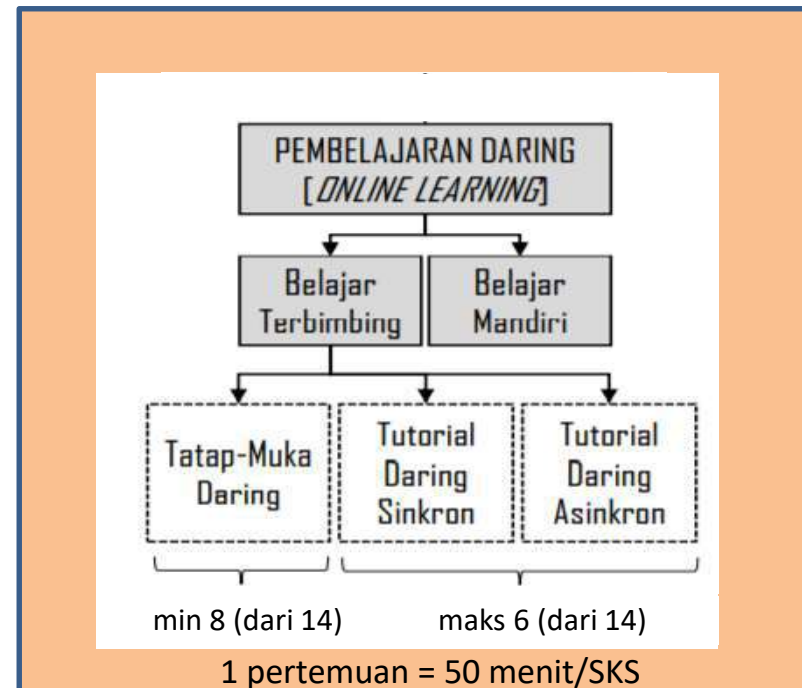 PEMBELAJARAN DARING
[ONLINE LEARNING]
Belajar
Terbimbing
Belajar
Mandiri
Tatap-Muka
Daring
Tutorial
Daring
Sinkron
Tutorial
Daring
Asinkron
min 8 (dari 14)
maks 6 (dari 14)
1 pertemuan = 50 menit/SKS